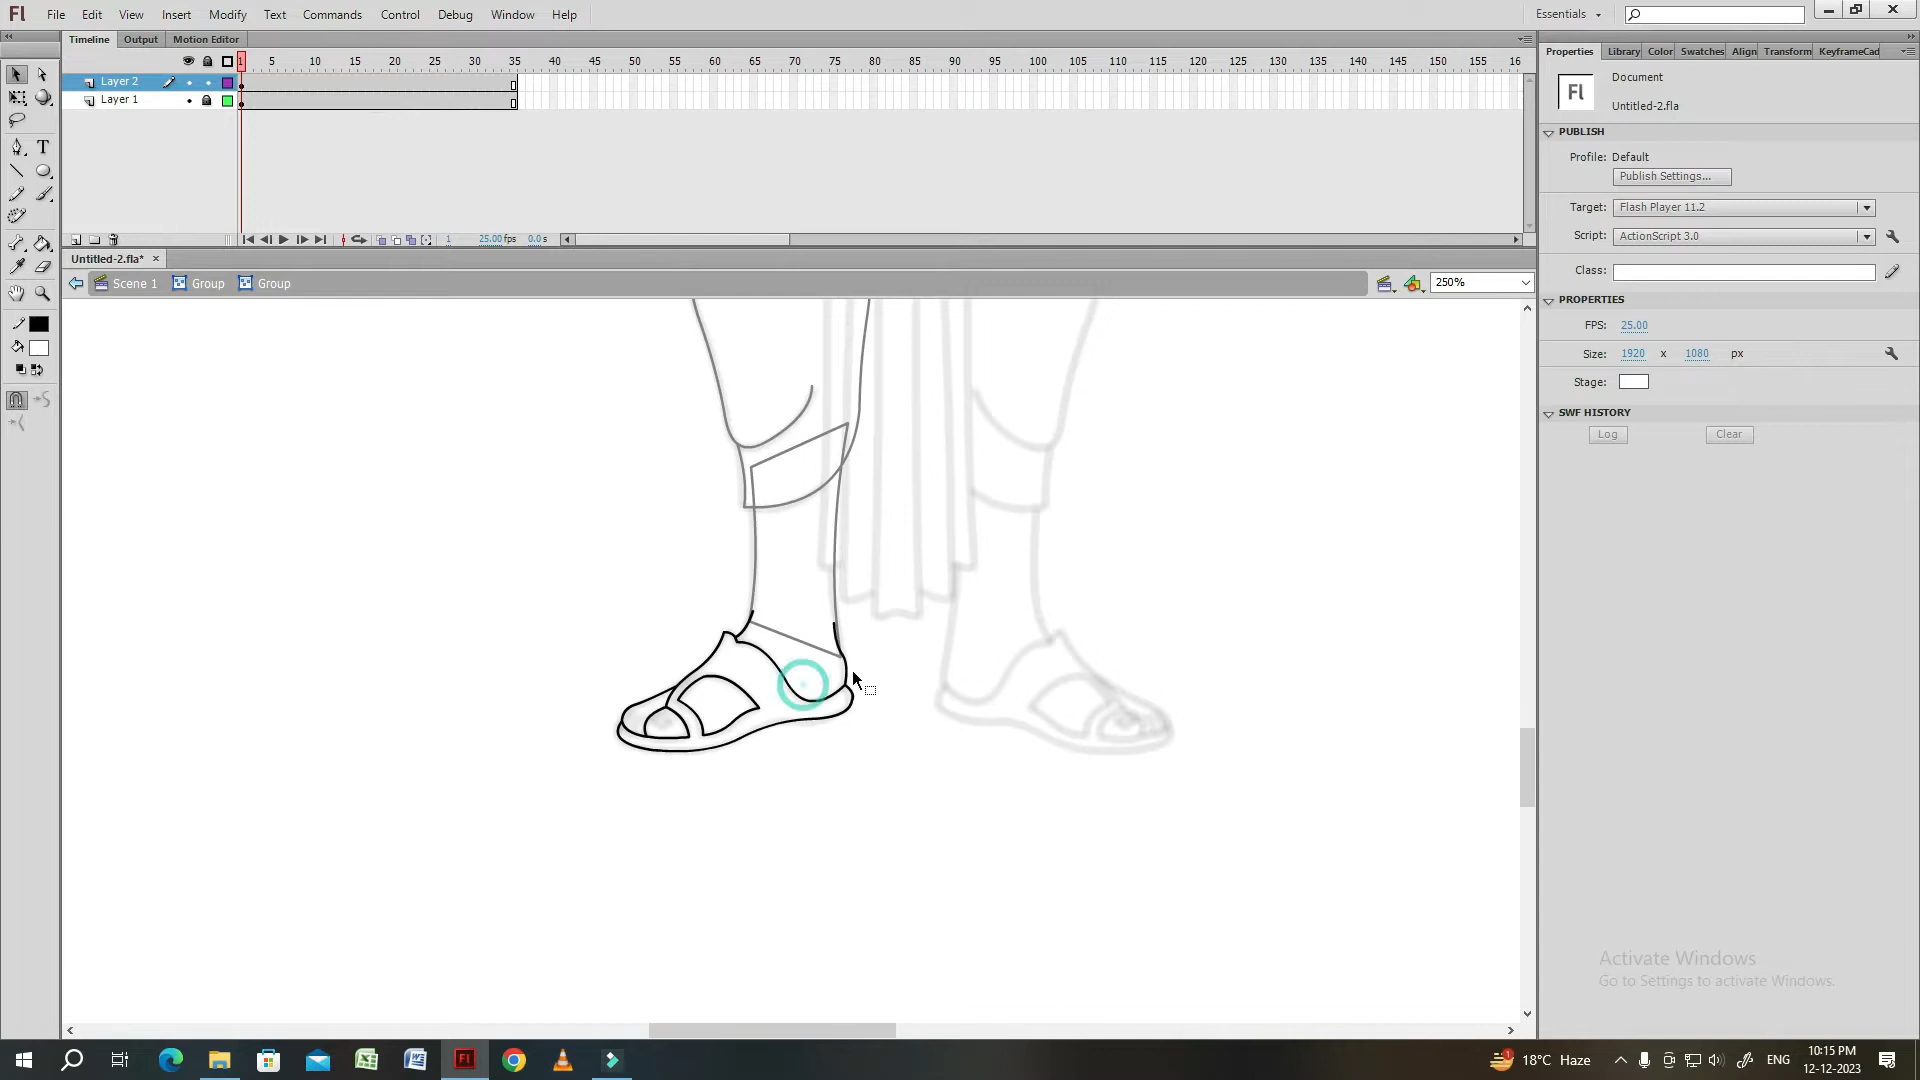 Fl File Edit View Insert Modify Text Commands Control Debug Window Help Essentials
Timeline Output Motion Editor
1 5 10 15 20 25 30 35 40 45 50 55 60 65 70 75 80 85 90 95 100 105 110 115 120 125 130 135 140 145 150 155 16
Layer 2
Layer 1
1 25.00 fps 0.0 s
Untitled-2.fla*
Scene 1 Group Group 250%
Properties Library Color Swatches Align Transform KeyframeCad
Fl
Document
Untitled-2.fla
PUBLISH
Profile: Default
Publish Settings...
Target: Flash Player 11.2
Script: ActionScript 3.0
Class:
PROPERTIES
FPS: 25.00
Size: 1920 x 1080 px
Stage:
SWF HISTORY
Log Clear
T
Activate Windows
Go to Settings to activate Windows.
Fl 1 18°C Haze ENG
10:15 PM
12-12-2023